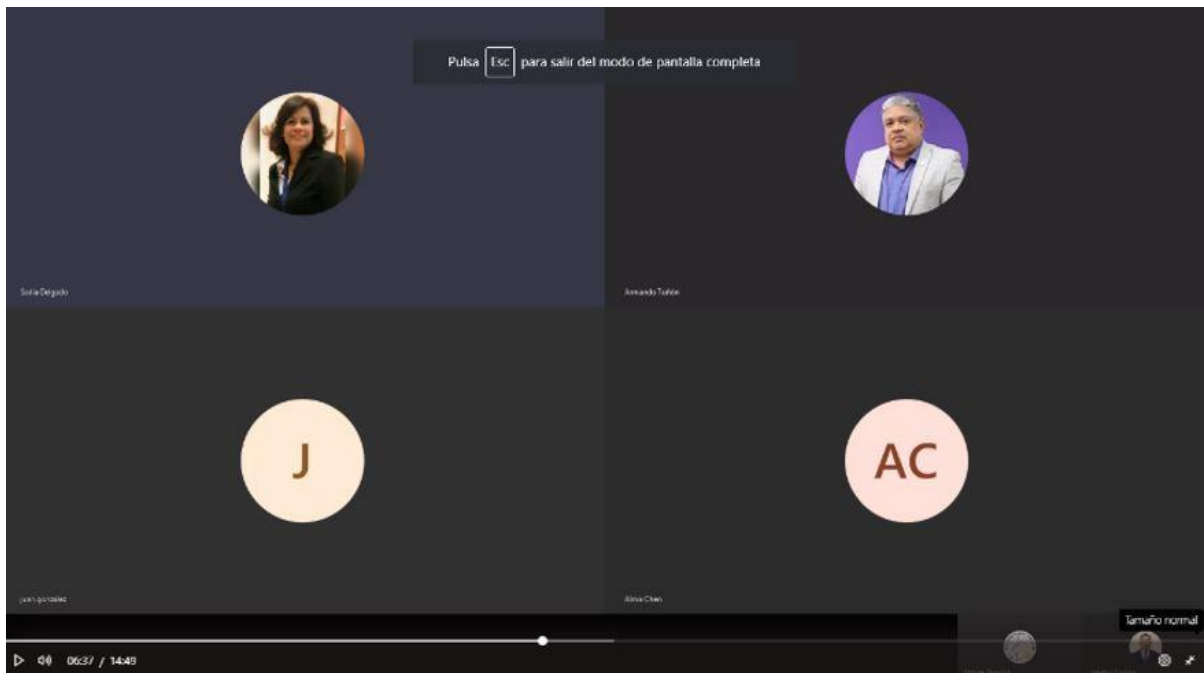 Pulsa Esc para salir del modo de pantalla completa
Delgado
Armando Tuñón
J
AC
juan.gonzalez
Alma Chen
Tamaño normal
06:37 / 14:49